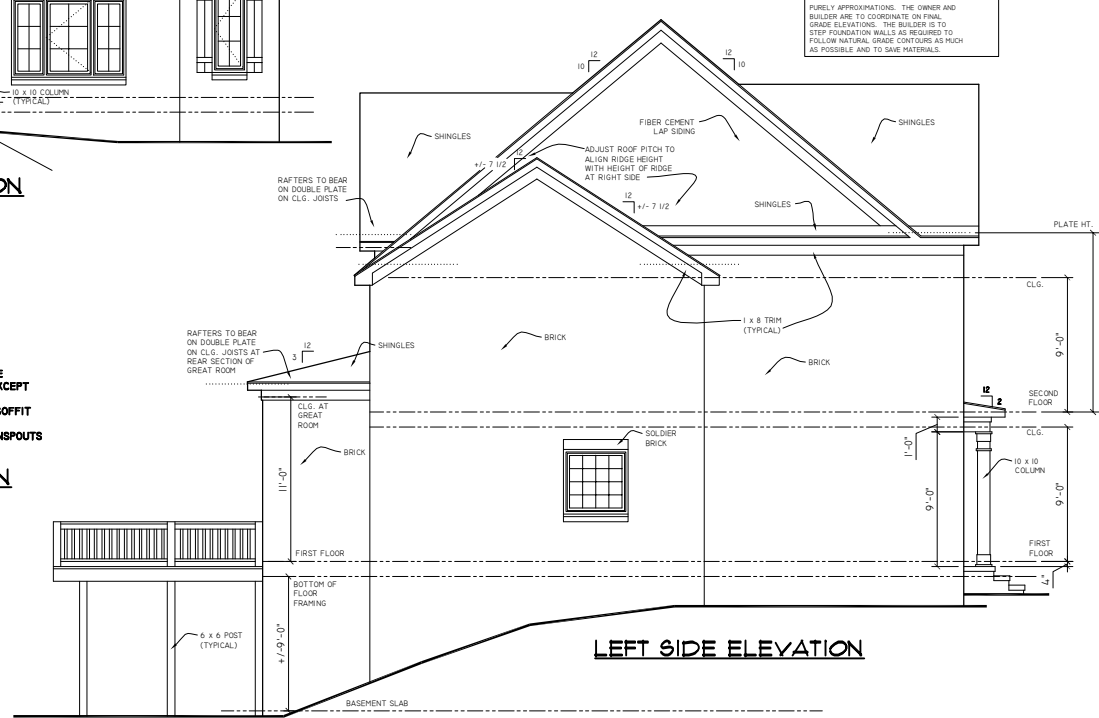 PURELY APPROXIMATIONS. THE OWNER AND
BUILDER ARE TO COORDINATE ON FINAL
GRADE ELEVATIONS. THE BUILDER IS TO
STEP FOUNDATION WALLS AS REQUIRED TO
FOLLOW NATURAL GRADE CONTOURS AS MUCH
AS POSSIBLE AND TO SAVE MATERIALS.
10 x 10 COLUMN
(TYPICAL)
ON
12
10
12
10
SHINGLES
FIBER CEMENT
LAP SIDING
SHINGLES
12
+/- 7 1/2
ADJUST ROOF PITCH TO
ALIGN RIDGE HEIGHT
WITH HEIGHT OF RIDGE
AT RIGHT SIDE
RAFTERS TO BEAR
ON DOUBLE PLATE
ON CLG. JOISTS
12
+/- 7 1/2
SHINGLES
PLATE HT.
CLG.
1 x 8 TRIM
(TYPICAL)
RAFTERS TO BEAR
ON DOUBLE PLATE
ON CLG. JOISTS AT
REAR SECTION OF
GREAT ROOM
12
3
SHINGLES
BRICK
BRICK
9'-0"
E
XCEPT
SOFFIT
NSPOUTS
N
CLG. AT
GREAT
ROOM
BRICK
11'-0"
SOLDIER
BRICK
12
2
SECOND
FLOOR
CLG.
1'-0"
10 x 10
COLUMN
9'-0"
9'-0"
FIRST FLOOR
FIRST
FLOOR
4"
BOTTOM OF
FLOOR
FRAMING
+/-9'-0"
6 x 6 POST
(TYPICAL)
LEFT SIDE ELEVATION
BASEMENT SLAB